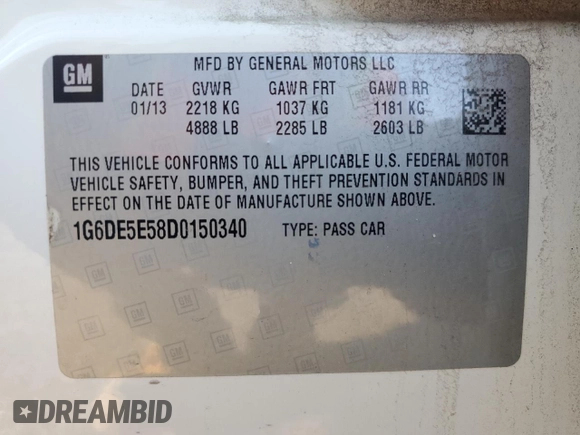 GM
MFD BY GENERAL MOTORS LLC
DATE GVWR GAWR FRT GAWR RR
01/13 2218 KG 1037 KG 1181 KG
4888 LB 2285 LB 2603 LB
THIS VEHICLE CONFORMS TO ALL APPLICABLE U.S. FEDERAL MOTOR
VEHICLE SAFETY, BUMPER, AND THEFT PREVENTION STANDARDS IN
EFFECT ON THE DATE OF MANUFACTURE SHOWN ABOVE.
1G6DE5E58D0150340 TYPE: PASS CAR
DREAMBID